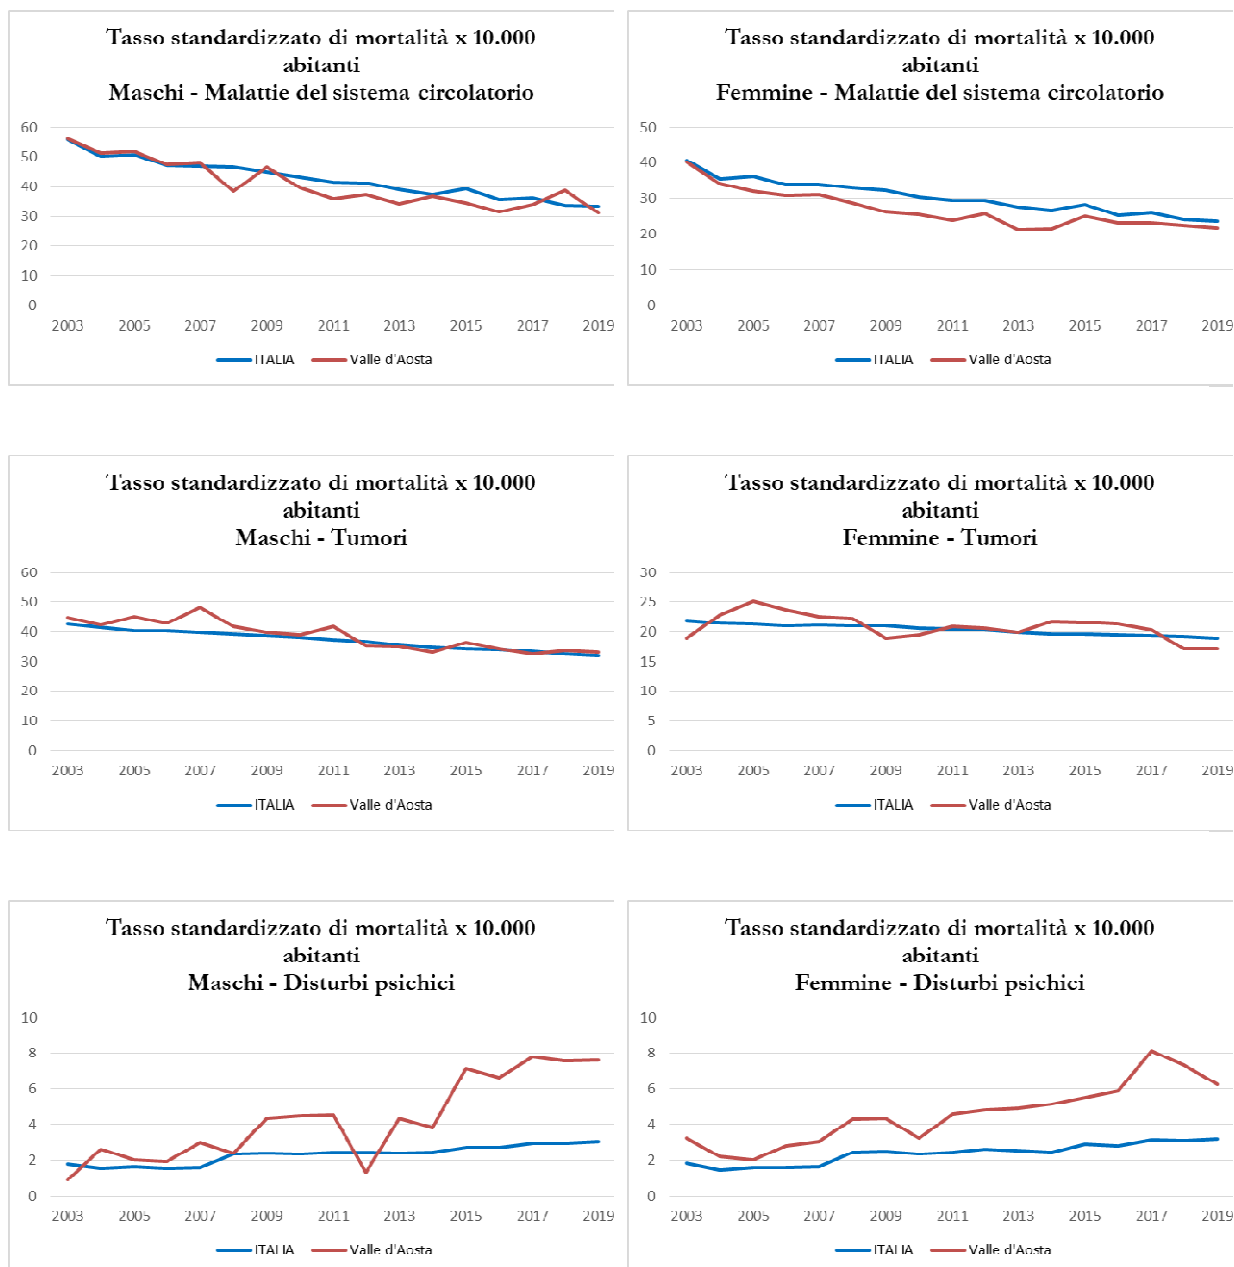 Tasso standardizzato di mortalità x 10.000
abitanti
Maschi - Malattie del sistema circolatorio
60
50
40
30
20
10
0
2003 2005 2007 2009 2011 2013 2015 2017 2019
ITALIA Valle d'Aosta
Tasso standardizzato di mortalità x 10.000
abitanti
Femmine - Malattie del sistema circolatorio
50
40
30
20
10
0
2003 2005 2007 2009 2011 2013 2015 2017 2019
ITALIA Valle d'Aosta
Tasso standardizzato di mortalità x 10.000
abitanti
Maschi - Tumori
60
50
40
30
20
10
0
2003 2005 2007 2009 2011 2013 2015 2017 2019
ITALIA Valle d'Aosta
Tasso standardizzato di mortalità x 10.000
abitanti
Femmine - Tumori
30
25
20
15
10
5
0
2003 2005 2007 2009 2011 2013 2015 2017 2019
ITALIA Valle d'Aosta
Tasso standardizzato di mortalità x 10.000
abitanti
Maschi - Disturbi psichici
10
8
6
4
2
0
2003 2005 2007 2009 2011 2013 2015 2017 2019
ITALIA Valle d'Aosta
Tasso standardizzato di mortalità x 10.000
abitanti
Femmine - Disturbi psichici
10
8
6
4
2
0
2003 2005 2007 2009 2011 2013 2015 2017 2019
ITALIA Valle d'Aosta